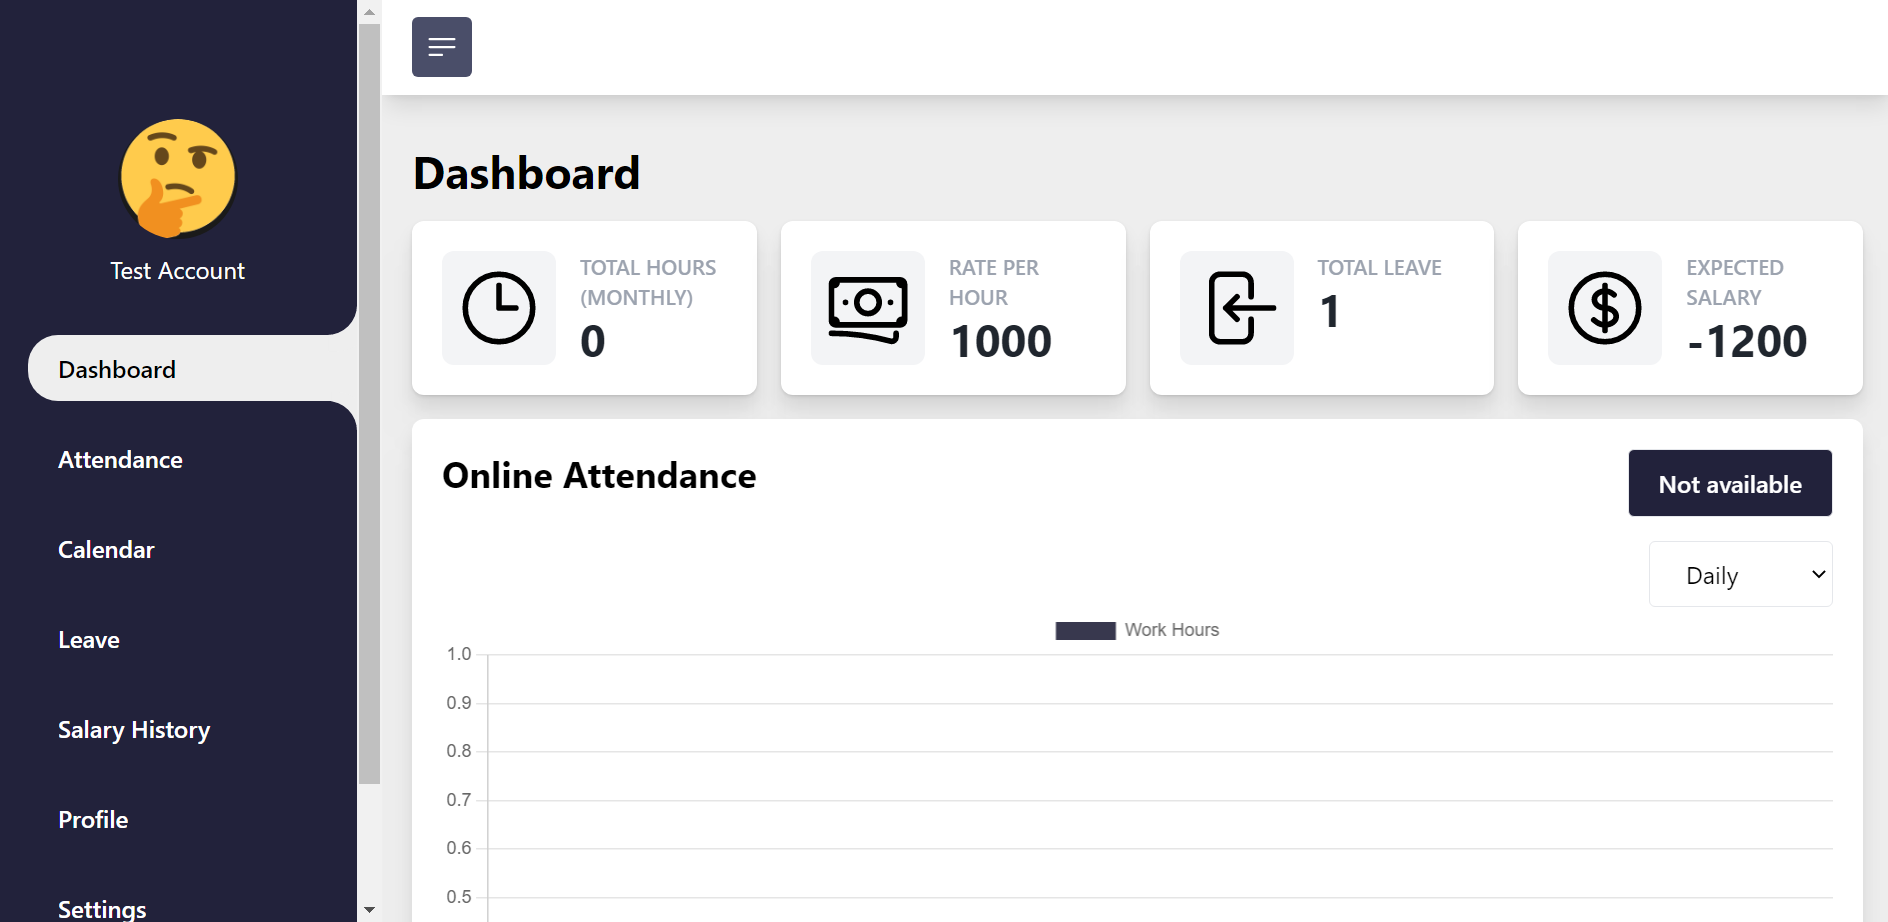 Test Account
Dashboard
Attendance
Calendar
Leave
Salary History
Profile
Settings
Dashboard
TOTAL HOURS
(MONTHLY)
0
RATE PER
HOUR
1000
TOTAL LEAVE
1
EXPECTED
SALARY
-1200
Online Attendance
Not available
Daily
Work Hours
1.0
0.9
0.8
0.7
0.6
0.5